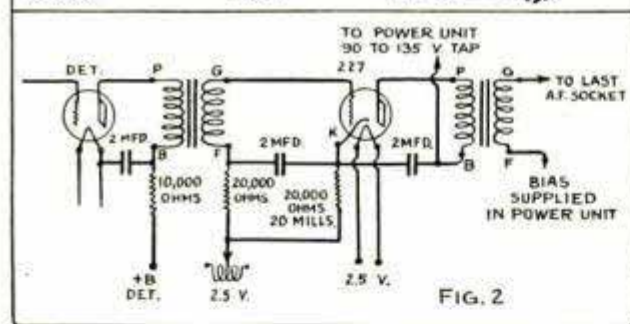 TO POWER UNIT
90 TO 135 V TAP
DET.
P
G
227
P
G
TO LAST
A.F. SOCKET
2 MFD.
K
2 MFD.
2 MFD.
B
F
B
F
10,000
OHMS
20,000
OHMS
20,000
OHMS
20 MILLS.
BIAS
SUPPLIED
IN POWER UNIT
+B
DET.
2.5 V.
2.5 V.
FIG. 2